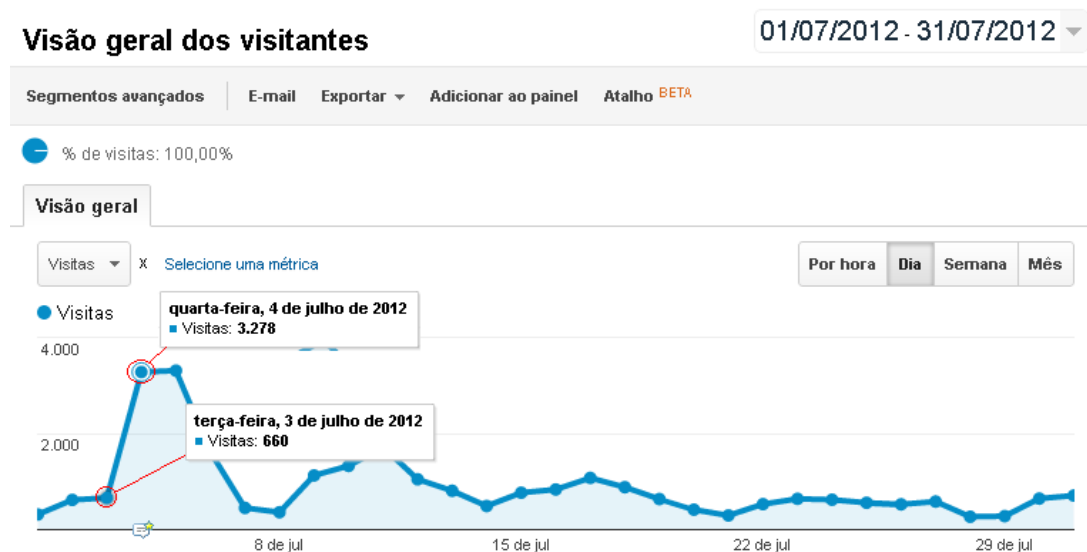 Visão geral dos visitantes
01/07/2012 - 31/07/2012
Segmentos avançados E-mail Exportar Adicionar ao painel Atalho BETA
% de visitas: 100,00%
Visão geral
Visitas x Selecione uma métrica
Por hora Dia Semana Mês
Visitas
quarta-feira, 4 de julho de 2012
Visitas: 3.278
4.000
terça-feira, 3 de julho de 2012
Visitas: 660
2.000
8 de jul 15 de jul 22 de jul 29 de jul